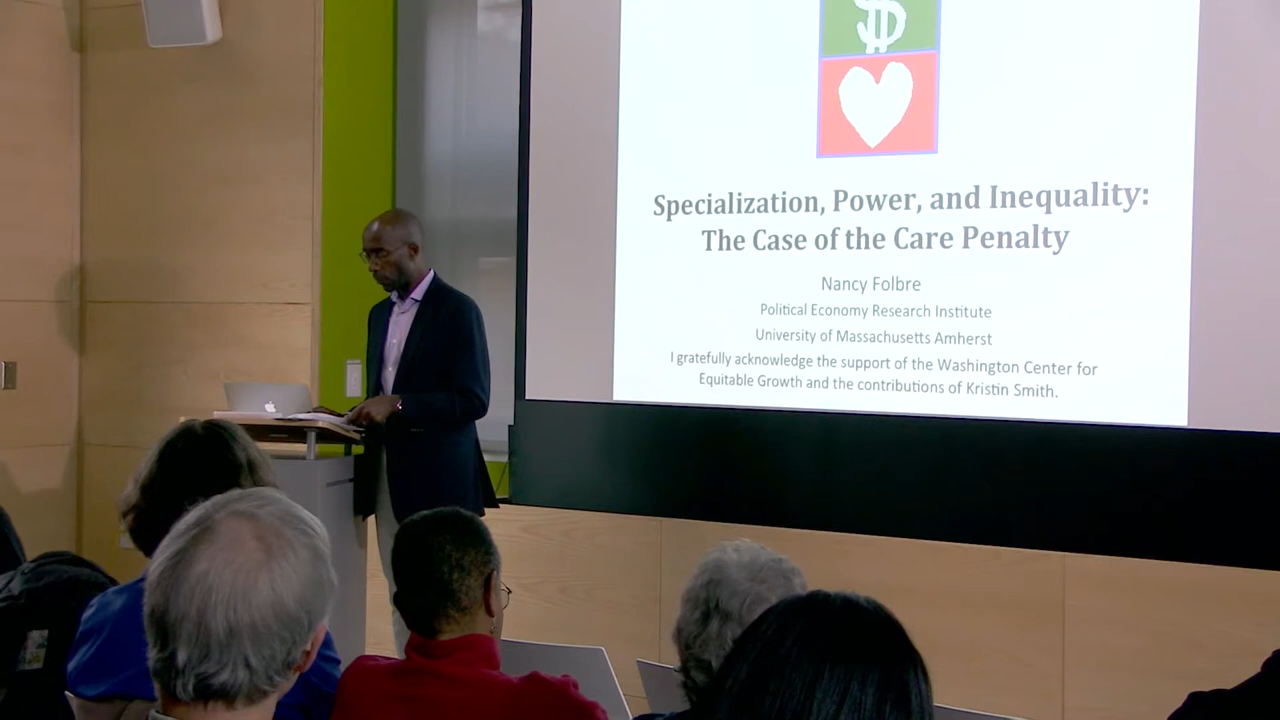 $
Specialization, Power, and Inequality:
The Case of the Care Penalty
Nancy Folbre
Political Economy Research Institute
University of Massachusetts Amherst
I gratefully acknowledge the support of the Washington Center for
Equitable Growth and the contributions of Kristin Smith.